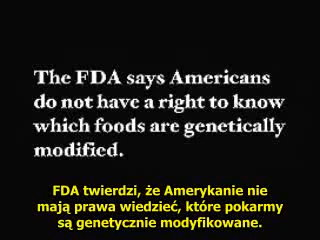 The FDA says Americans
do not have a right to know
which foods are genetically
modified.
FDA twierdzi, że Amerykanie nie
mają prawa wiedzieć, które pokarmy
są genetycznie modyfikowane.